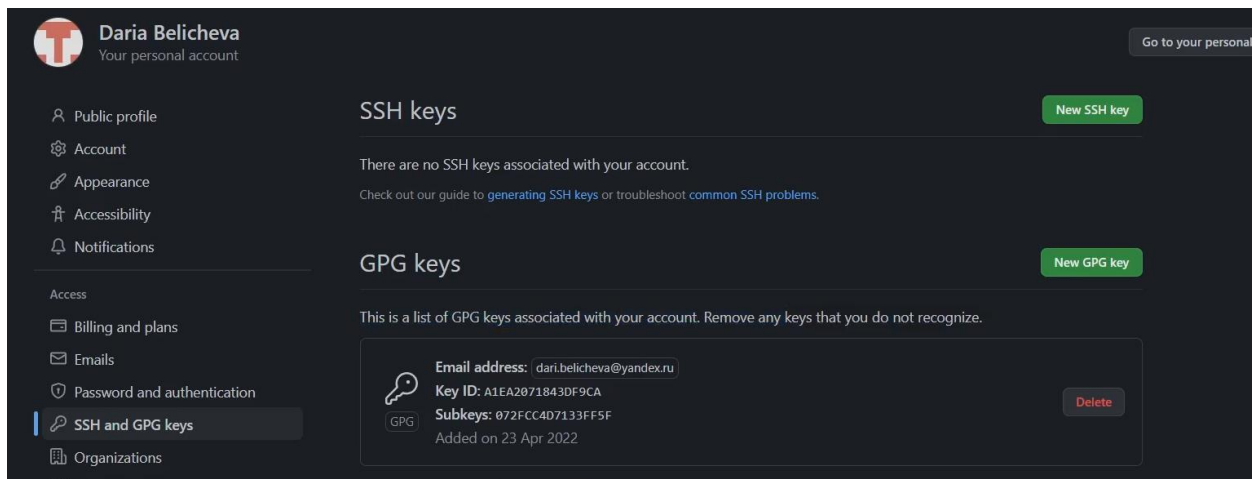 Daria Belicheva
Your personal account
Go to your personal
Public profile
Account
Appearance
Accessibility
Notifications
Access
Billing and plans
Emails
Password and authentication
SSH and GPG keys
Organizations
SSH keys
New SSH key
There are no SSH keys associated with your account.
Check out our guide to generating SSH keys or troubleshoot common SSH problems.
GPG keys
New GPG key
This is a list of GPG keys associated with your account. Remove any keys that you do not recognize.
GPG
Email address: dari.belicheva@yandex.ru
Key ID: A1EA2071843DF9CA
Subkeys: 072FCC4D7133FF5F
Added on 23 Apr 2022
Delete